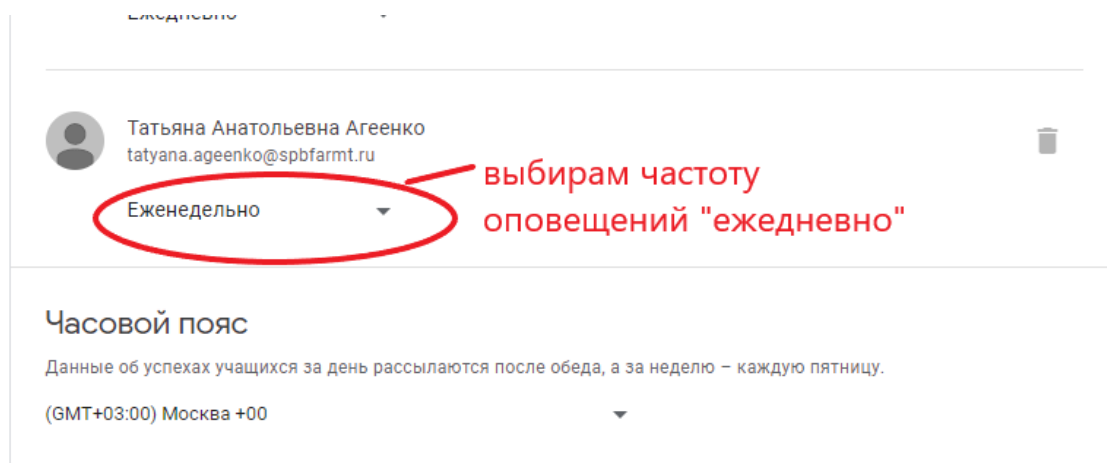 Ежедневно
Татьяна Анатольевна Агеенко
tatyana.ageenko@spbfarmt.ru
выбирам частоту
Еженедельно
оповещений "ежедневно"
Часовой пояс
Данные об успехах учащихся за день рассылаются после обеда, а за неделю – каждую пятницу.
(GMT+03:00) Москва +00